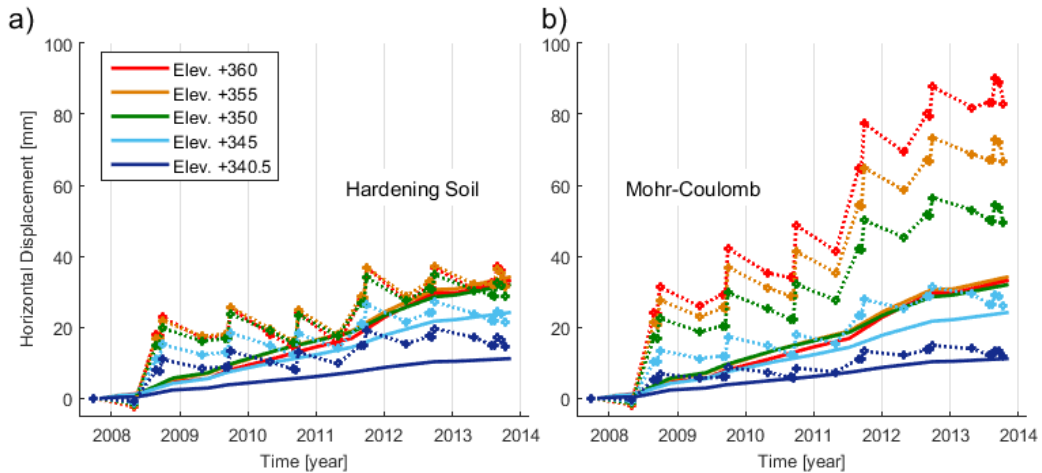 a)
b)
100
80
60
40
20
0
Horizontal Displacement [mm]
Elev. +360
Elev. +355
Elev. +350
Elev. +345
Elev. +340.5
Hardening Soil
2008 2009 2010 2011 2012 2013 2014
Time [year]
100
80
60
40
20
0
Mohr-Coulomb
2008 2009 2010 2011 2012 2013 2014
Time [year]